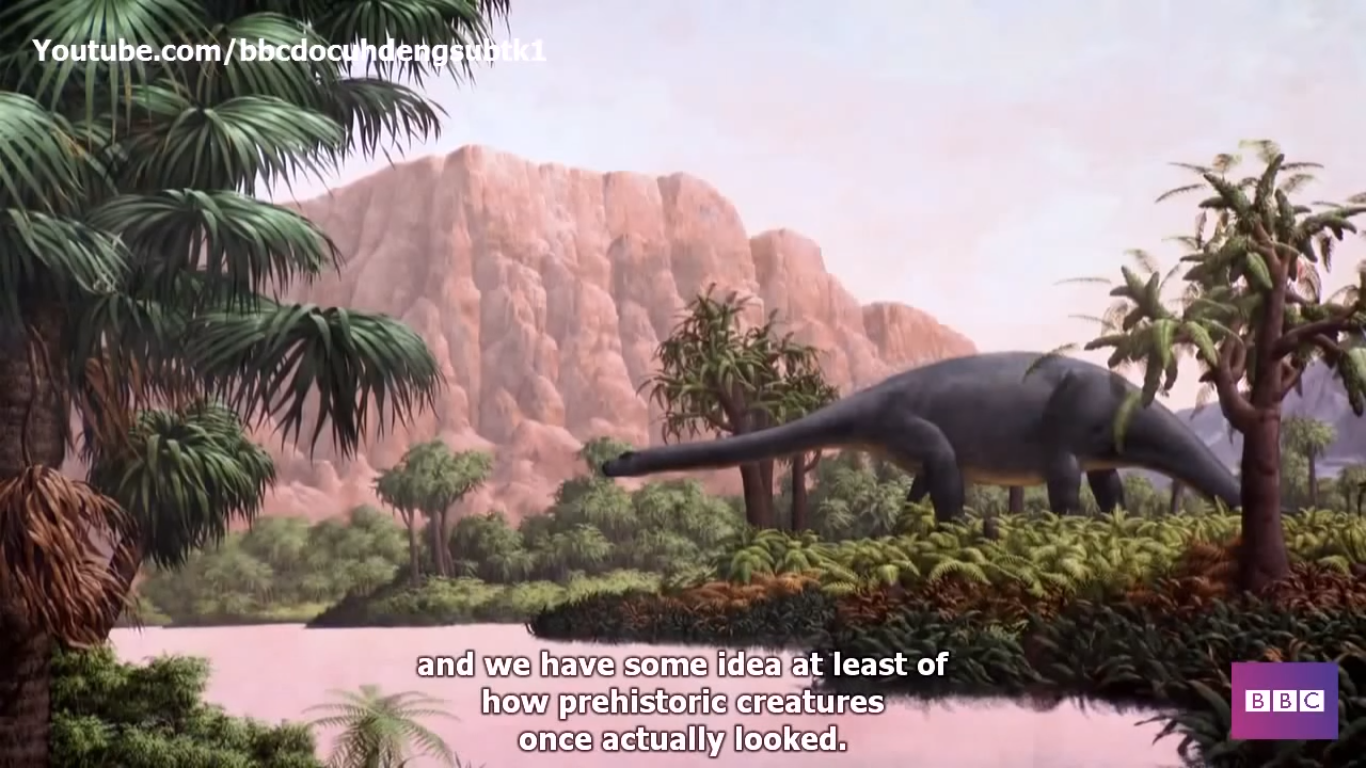 Youtube.com/bbcdocuhdengsubtk1
and we have some idea at least of
how prehistoric creatures
once actually looked.
BBC